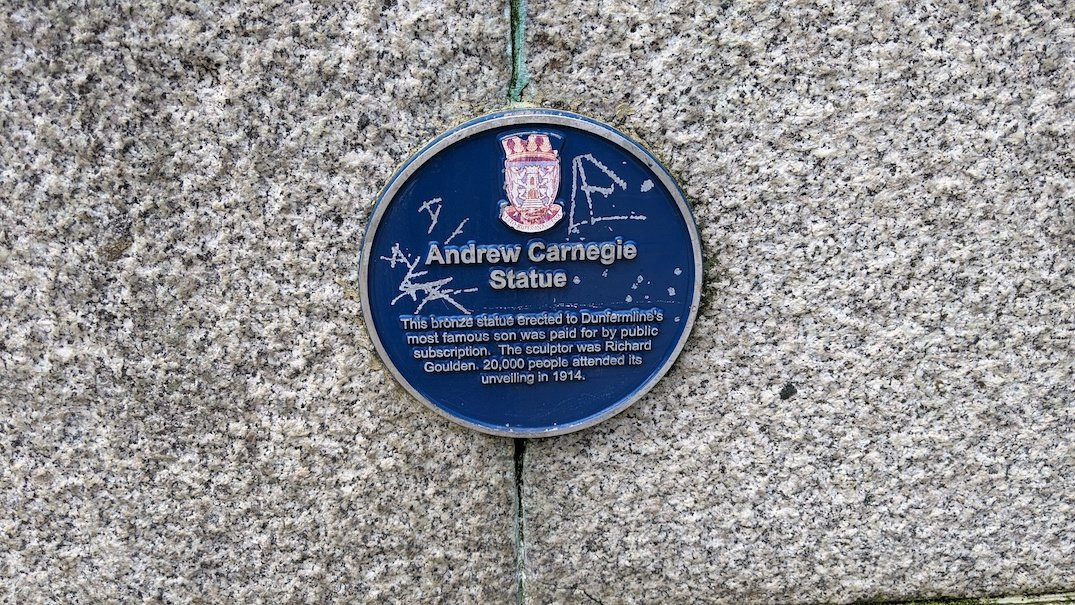 Andrew Carnegie
Statue
This bronze statue erected to Dunfermline's
most famous son was paid for by public
subscription. The sculptor was Richard
Goulden. 20,000 people attended its
unveiling in 1914.